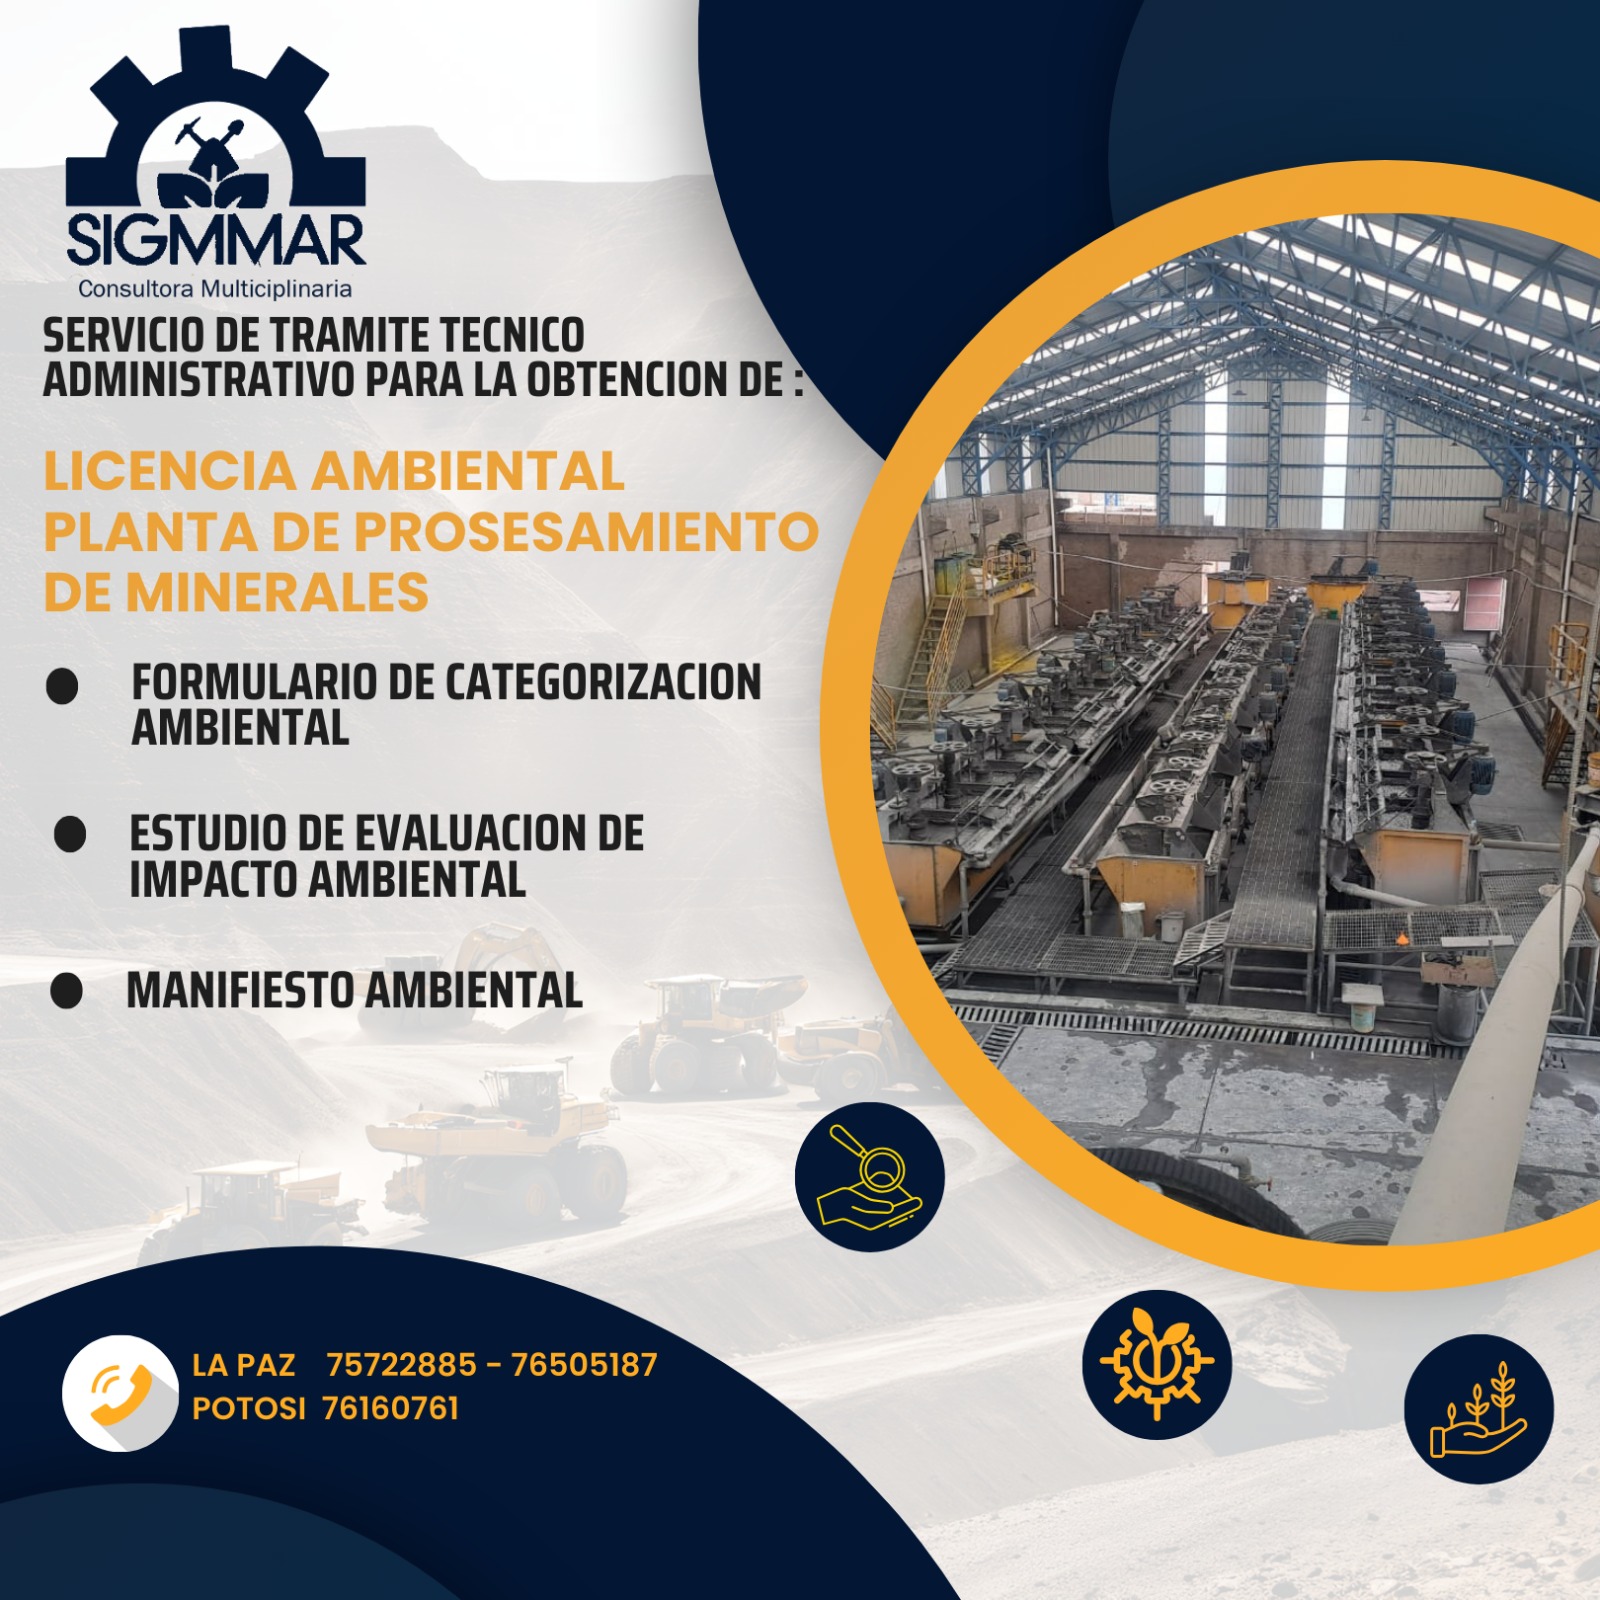 SIGMMAR
Consultora Multiciplinaria
SERVICIO DE TRAMITE TECNICO
ADMINISTRATIVO PARA LA OBTENCION DE :
LICENCIA AMBIENTAL
PLANTA DE PROSESAMIENTO
DE MINERALES
● FORMULARIO DE CATEGORIZACION
AMBIENTAL
● ESTUDIO DE EVALUACION DE
IMPACTO AMBIENTAL
● MANIFIESTO AMBIENTAL
LA PAZ 75722885 - 76505187
POTOSI 76160761